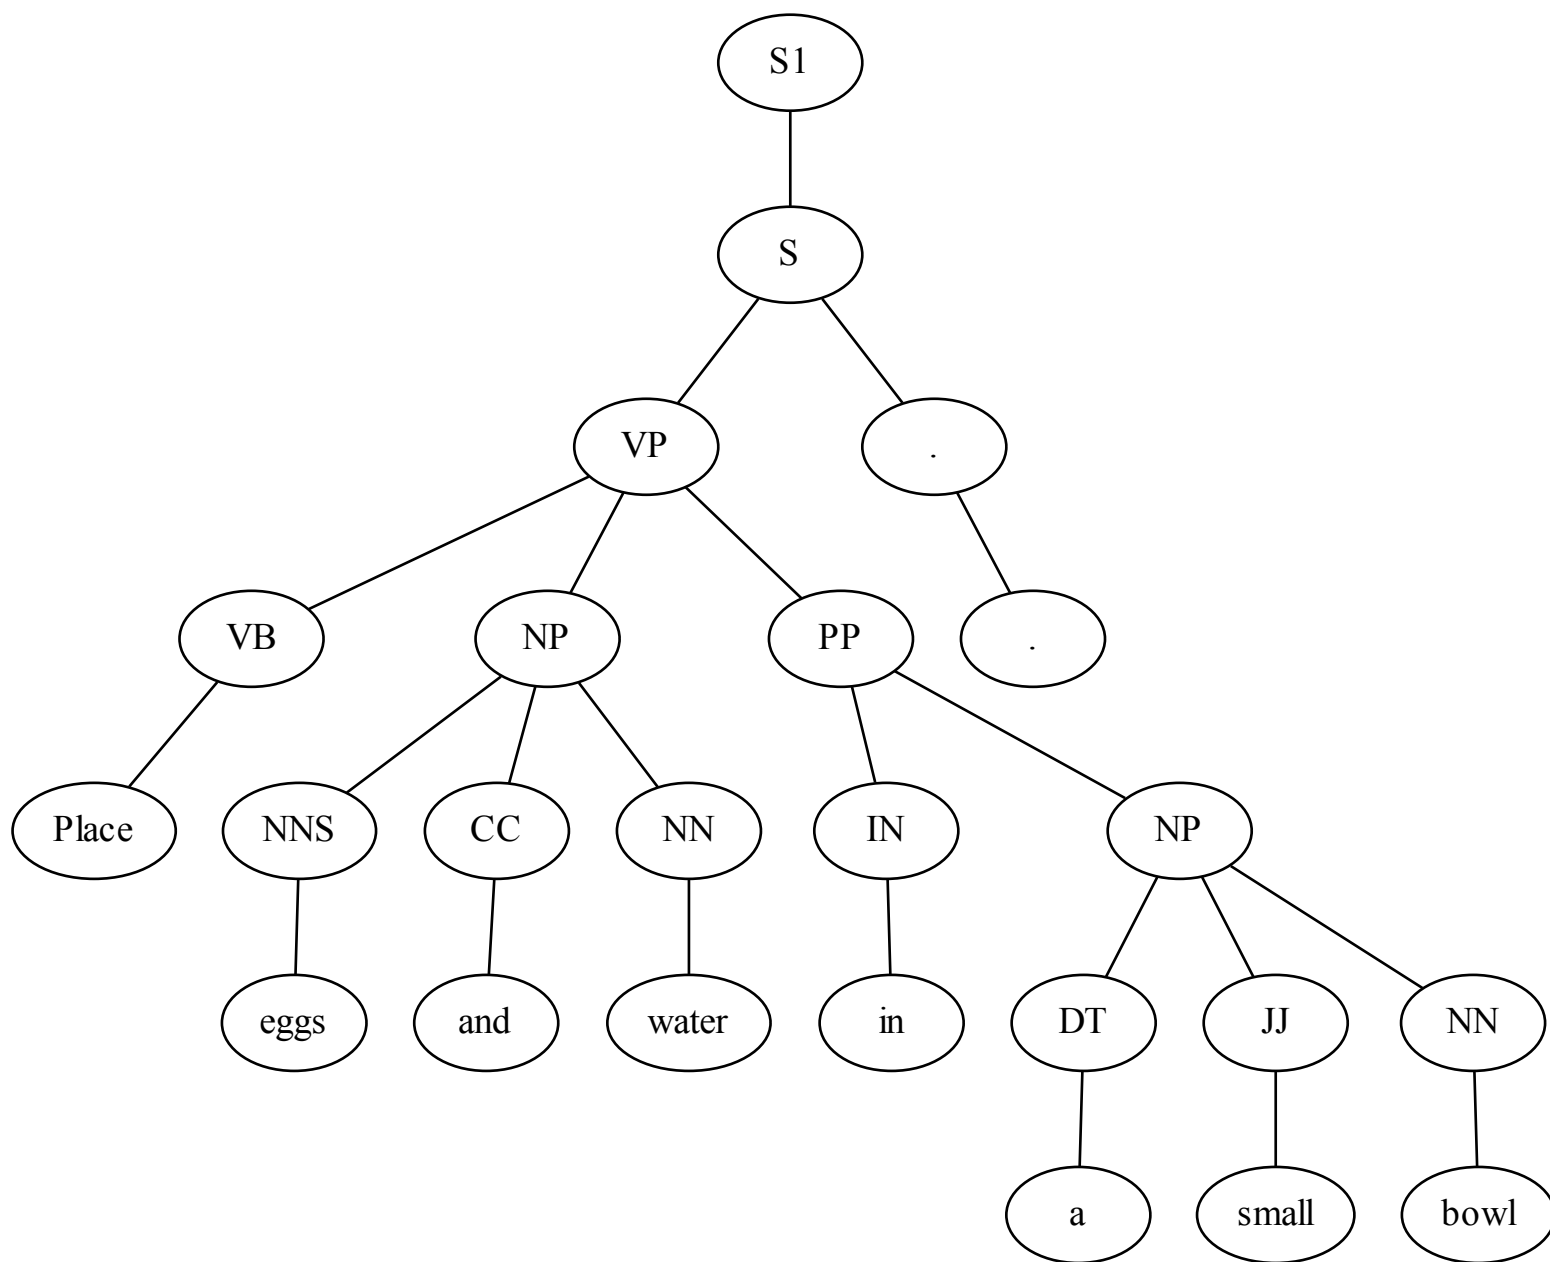 S1
S
VP .
VB NP PP .
Place NNS CC NN IN NP
eggs and water in DT JJ NN
a small bowl